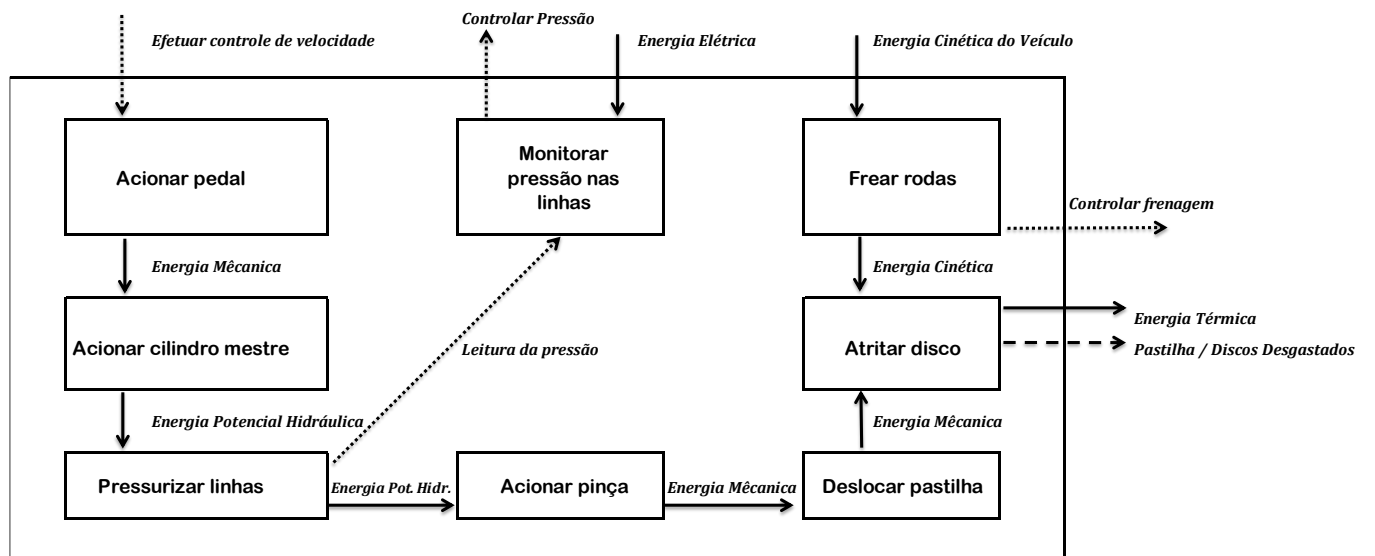 Controlar Pressão
Efetuar controle de velocidade
Energia Elétrica
Energia Cinética do Veículo
Acionar pedal
Monitorar
pressão nas
linhas
Frear rodas
Controlar frenagem
Energia Mêcanica
Energia Cinética
Acionar cilindro mestre
Leitura da pressão
Atritar disco
Energia Térmica
Pastilha / Discos Desgastados
Energia Potencial Hidráulica
Energia Mêcanica
Pressurizar linhas
Energia Pot. Hidr.
Acionar pinça
Energia Mêcanica
Deslocar pastilha